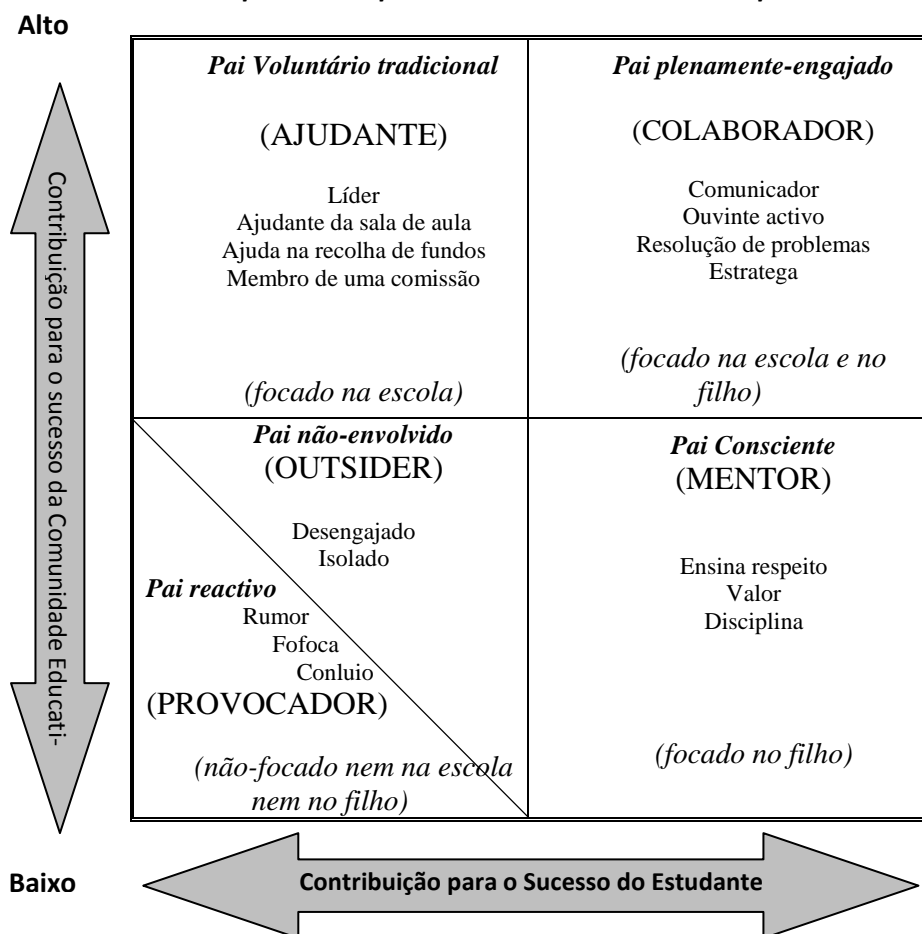 Alto
Pai Voluntário tradicional
(AJUDANTE)
Líder
Ajudante da sala de aula
Ajuda na recolha de fundos
Membro de uma comissão
(focado na escola)
Pai plenamente-engajado
(COLABORADOR)
Comunicador
Ouvinte activo
Resolução de problemas
Estratega
(focado na escola e no
filho)
Contribuição para o sucesso da Comunidade Educati-
Pai não-envolvido
(OUTSIDER)
Desengajado
Isolado
Pai reactivo
Rumor
Fofoca
Conluio
(PROVOCADOR)
(não-focado nem na escola
nem no filho)
Pai Consciente
(MENTOR)
Ensina respeito
Valor
Disciplina
(focado no filho)
Baixo
Contribuição para o Sucesso do Estudante